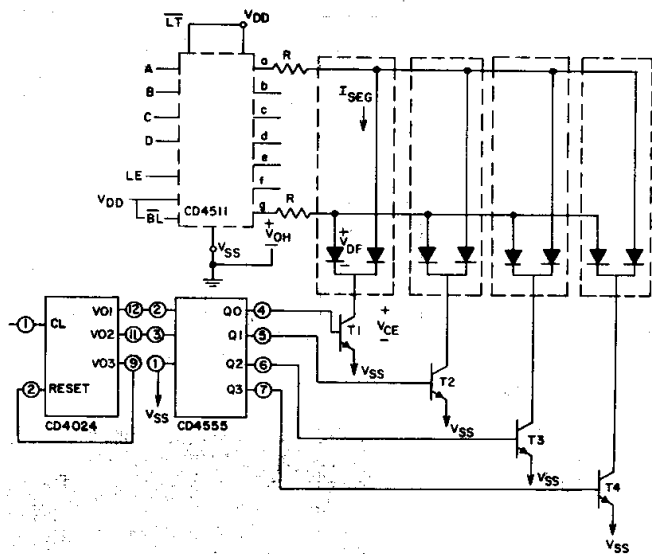 L̅T̅ VDD
A a R
B b ISEG
C c
D d
LE e
f
VDD B̅L̅ CD4511 g R
+ VOH −
+ VDF −
VSS
1 CL VO1 12 2 Q0 4 T1 + VCE −
VO2 11 3 Q1 5 VSS
2 RESET VO3 9 1 Q2 6 T2
VSS Q3 7 VSS
CD4024 CD4555 T3
VSS
T4
VSS